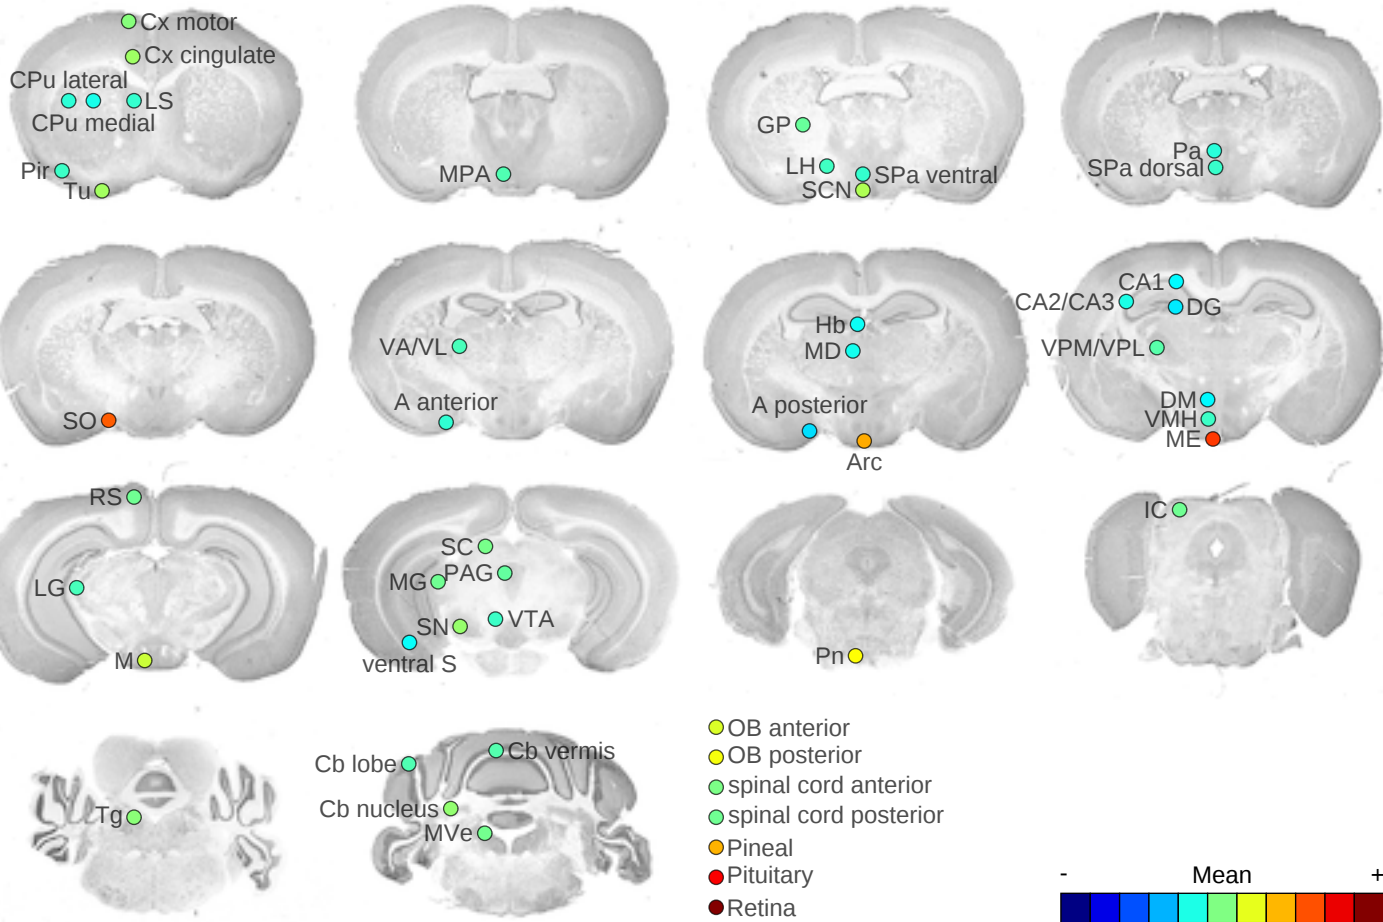 Cx motor
Cx cingulate
CPu lateral
LS
CPu medial
Pir
Tu
MPA
GP
LH
SPa ventral
SCN
Pa
SPa dorsal
SO
VA/VL
A anterior
Hb
MD
A posterior
Arc
CA1
CA2/CA3
DG
VPM/VPL
DM
VMH
ME
RS
LG
M
SC
MG
PAG
SN
VTA
ventral S
Pn
IC
Tg
Cb lobe
Cb vermis
Cb nucleus
MVe
OB anterior
OB posterior
spinal cord anterior
spinal cord posterior
Pineal
Pituitary
Retina
- Mean +